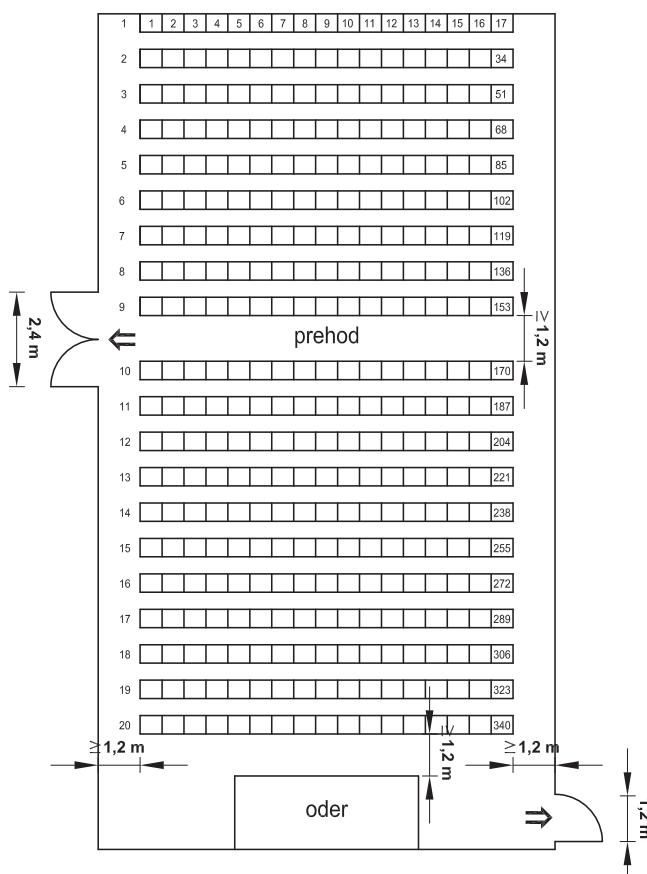 1 1 2 3 4 5 6 7 8 9 10 11 12 13 14 15 16 17
2 34
3 51
4 68
5 85
6 102
7 119
8 136
9 153
2,4 m
prehod
≥ 1,2 m
10 170
11 187
12 204
13 221
14 238
15 255
16 272
17 289
18 306
19 323
20 340
≥ 1,2 m
≥ 1,2 m
≥ 1,2 m
oder
1,2 m